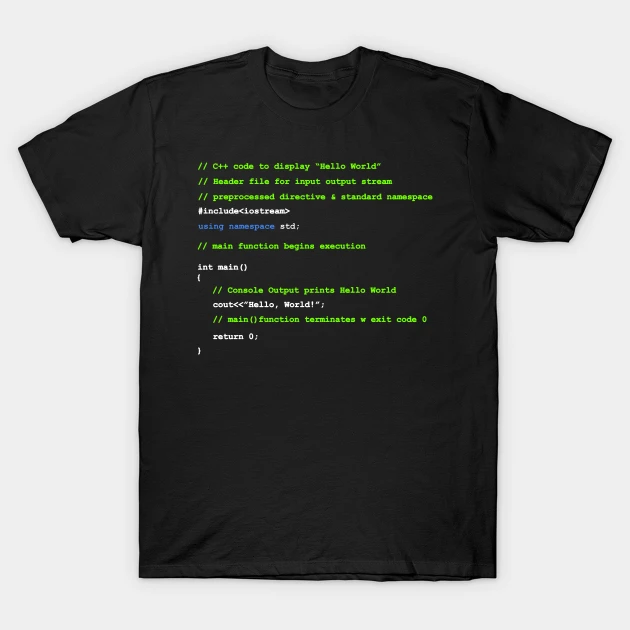 // C++ code to display “Hello World”
// Header file for input output stream
// preprocessed directive & standard namespace
#include<iostream>
using namespace std;
// main function begins execution
int main()
{
// Console Output prints Hello World
cout<<“Hello, World!”;
// main()function terminates w exit code 0
return 0;
}